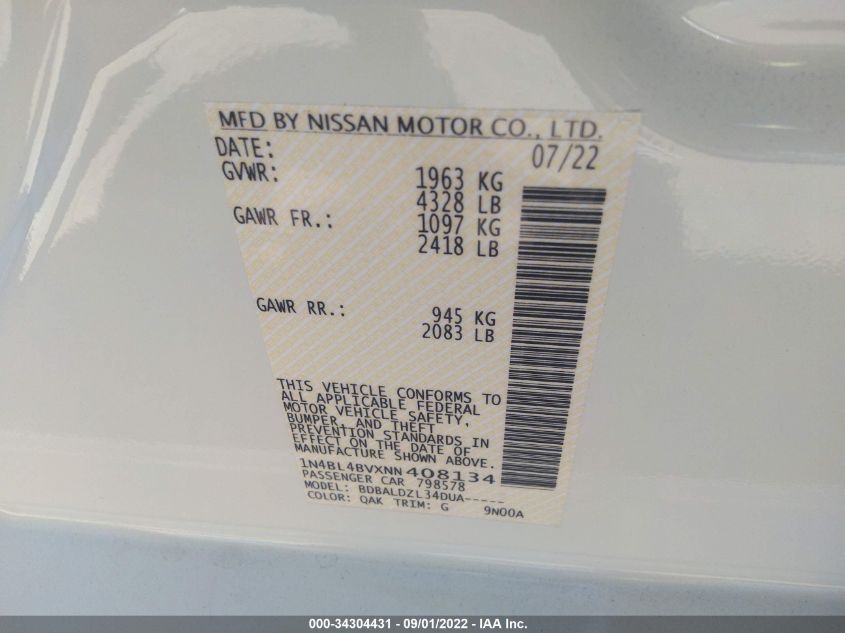 MFD BY NISSAN MOTOR CO., LTD.
DATE: 07/22
GVWR: 1963 KG
4328 LB
GAWR FR.: 1097 KG
2418 LB
GAWR RR.: 945 KG
2083 LB
THIS VEHICLE CONFORMS TO
ALL APPLICABLE FEDERAL
MOTOR VEHICLE SAFETY,
BUMPER, AND THEFT
PREVENTION STANDARDS IN
EFFECT ON THE DATE OF
MANUFACTURE SHOWN ABOVE.
1N4BL4BVXNN408134
PASSENGER CAR 798578
MODEL: BDBALDZL34DUA-----
COLOR: QAK TRIM: G 9N00A
000-34304431 - 09/01/2022 - IAA Inc.